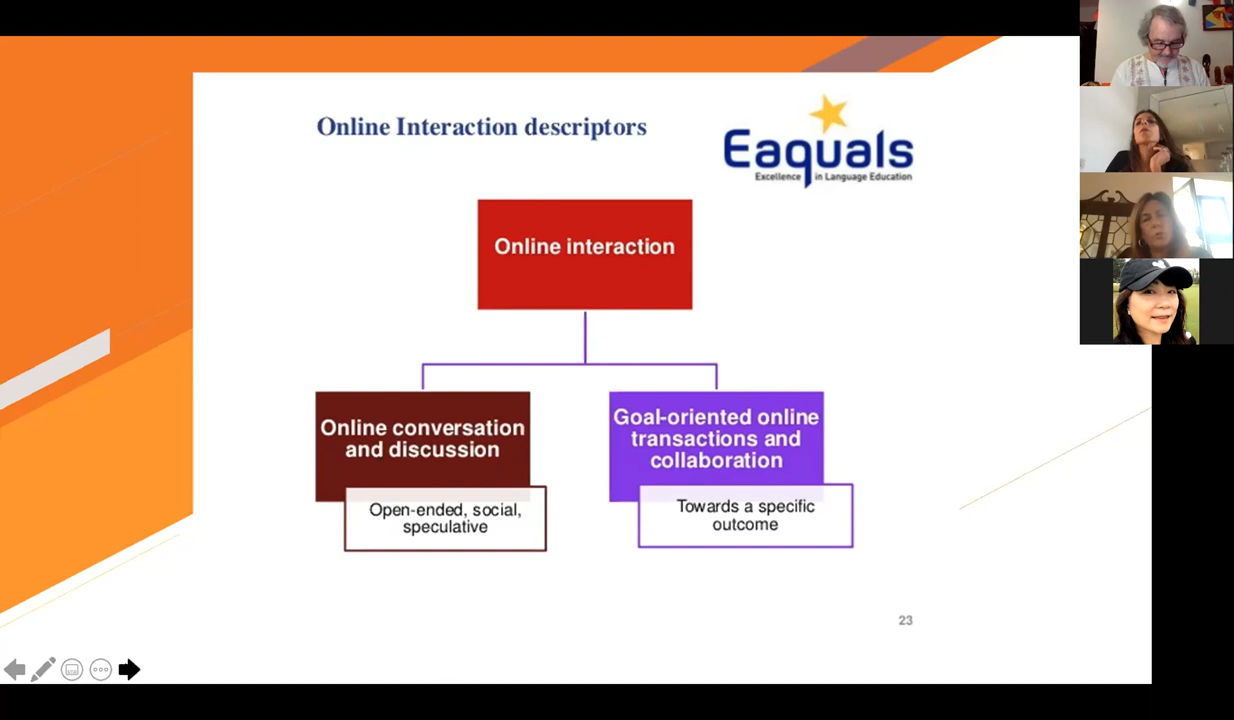 Online Interaction descriptors
Eaquals
Excellence in Language Education
Online interaction
Online conversation
and discussion
Open-ended, social,
speculative
Goal-oriented online
transactions and
collaboration
Towards a specific
outcome
23